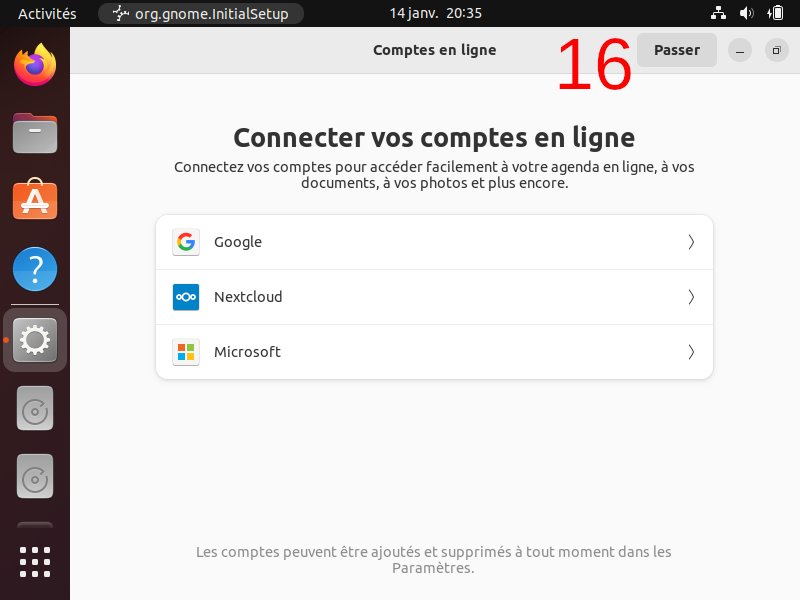 Activités
org.gnome.InitialSetup
14 janv. 20:35
Comptes en ligne
16
Passer
Connecter vos comptes en ligne
Connectez vos comptes pour accéder facilement à votre agenda en ligne, à vos
documents, à vos photos et plus encore.
Google
Nextcloud
Microsoft
Les comptes peuvent être ajoutés et supprimés à tout moment dans les
Paramètres.